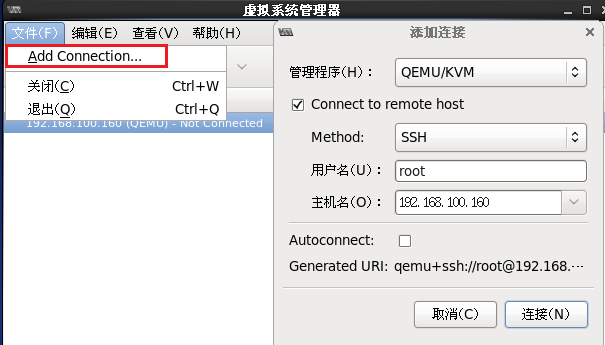 虚拟系统管理器
文件(F) 编辑(E) 查看(V) 帮助(H)
Add Connection...
关闭(C) Ctrl+W
退出(Q) Ctrl+Q
192.168.100.160 (QEMU) - Not Connected
添加连接
管理程序(H)： QEMU/KVM
Connect to remote host
Method: SSH
用户名(U)： root
主机名(O)： 192.168.100.160
Autoconnect:
Generated URI: qemu+ssh://root@192.168.···
取消(C) 连接(N)